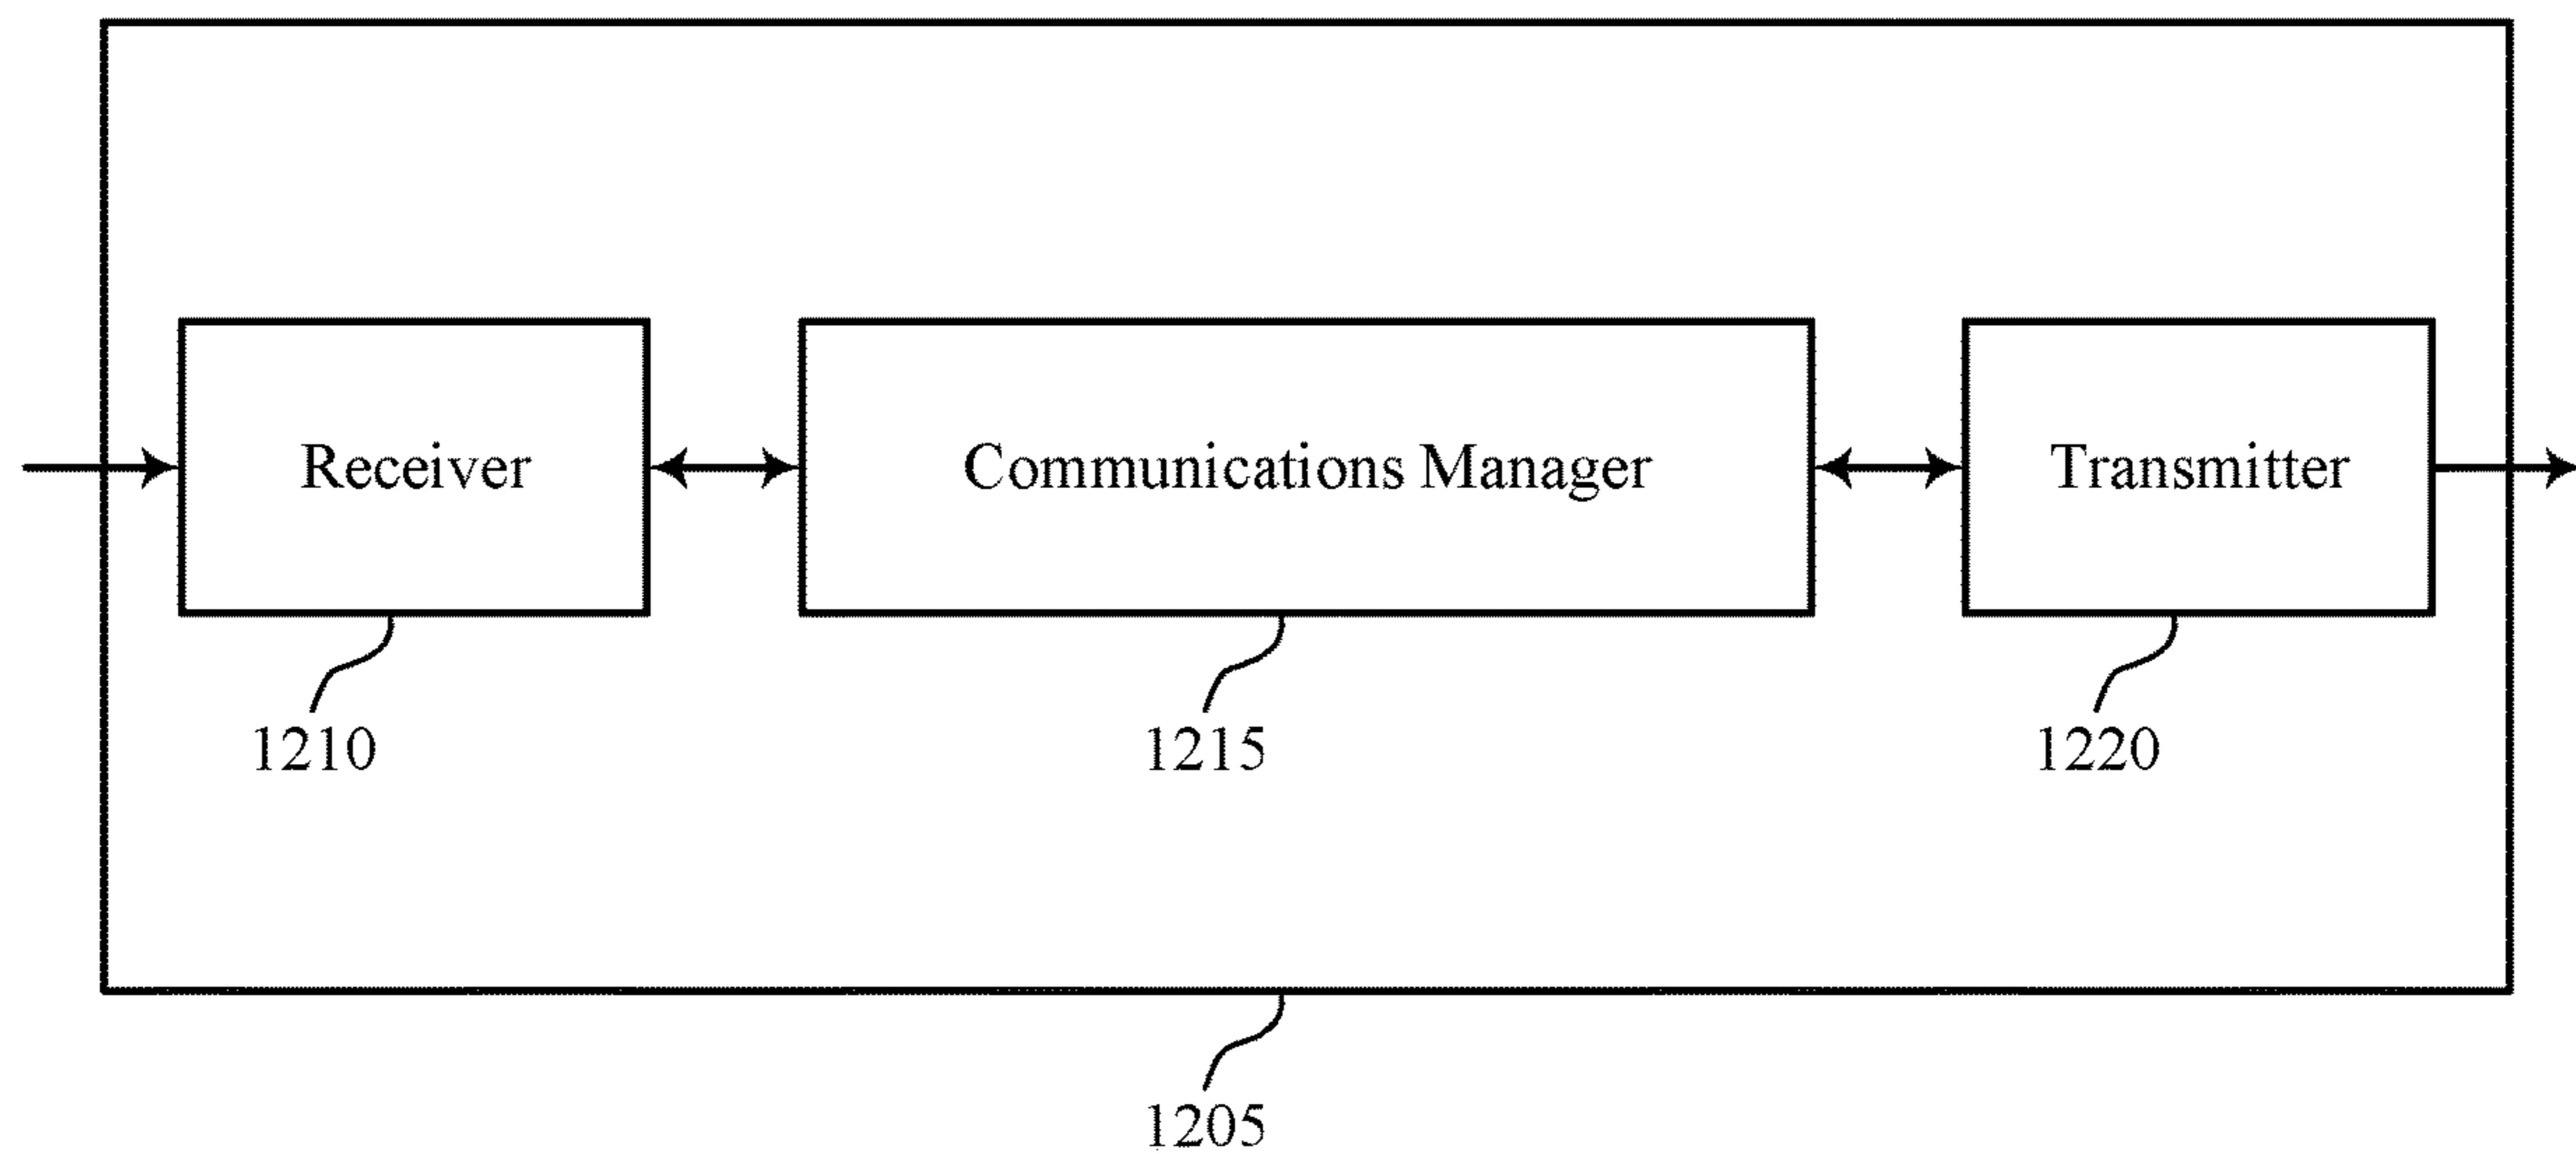 Receiver
Communications Manager
Transmitter
1210
1215
1220
1205